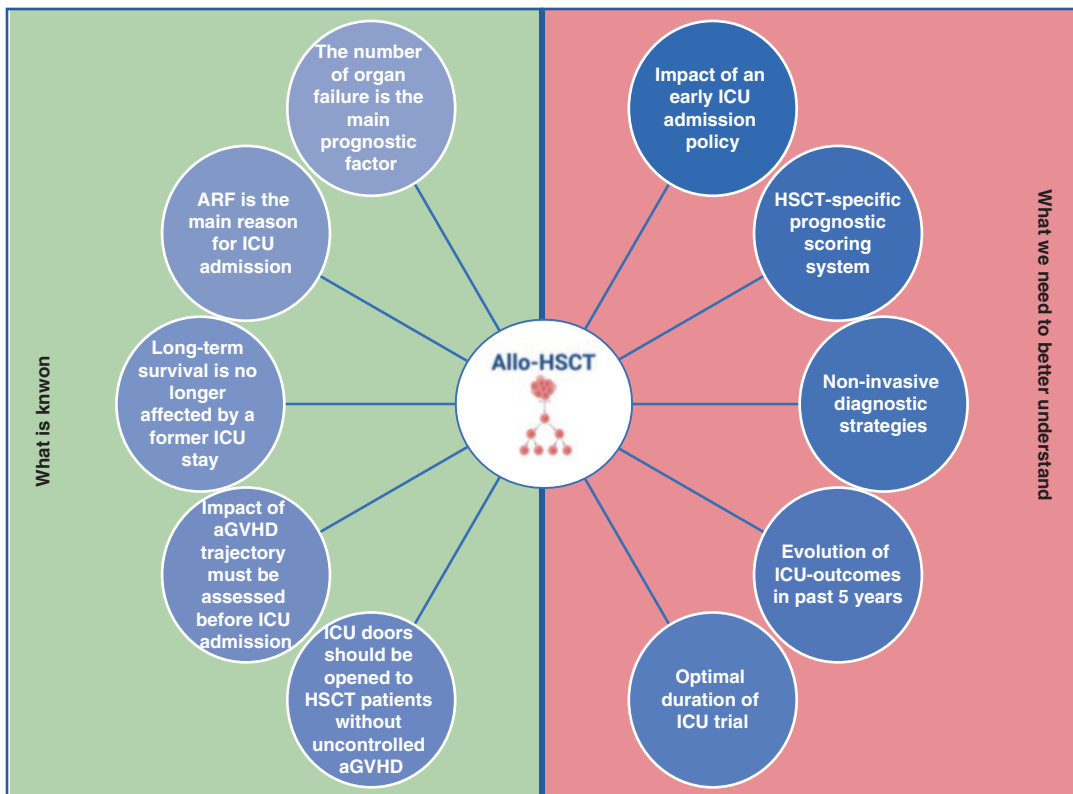 What is knwon
The number
of organ
failure is the
main
prognostic
factor
ARF is the
main reason
for ICU
admission
Long-term
survival is no
longer
affected by a
former ICU
stay
Impact of
aGVHD
trajectory
must be
assessed
before ICU
admission
ICU doors
should be
opened to
HSCT patients
without
uncontrolled
aGVHD
Allo-HSCT
Impact of an
early ICU
admission
policy
HSCT-specific
prognostic
scoring
system
Non-invasive
diagnostic
strategies
Evolution of
ICU-outcomes
in past 5 years
Optimal
duration of
ICU trial
What we need to better understand